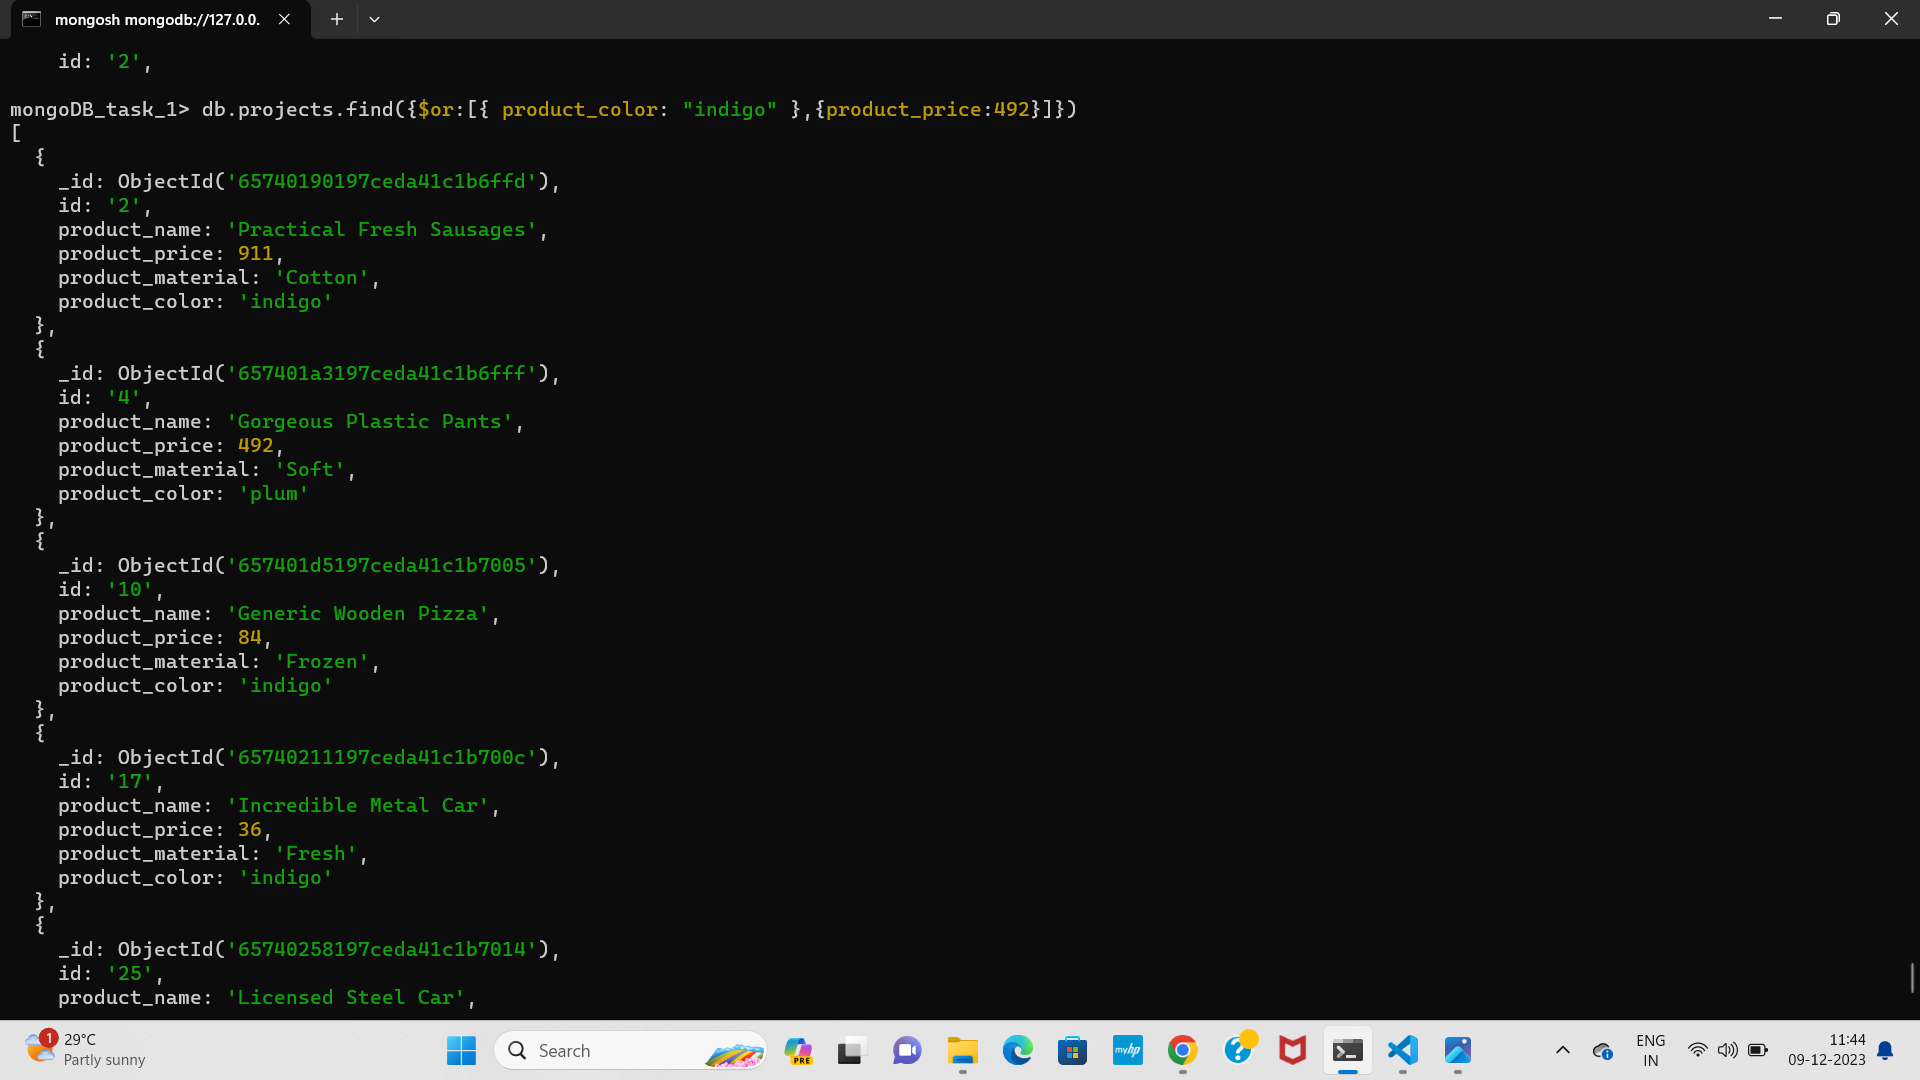 mongosh mongodb://127.0.0.
id: '2',
mongoDB_task_1> db.projects.find({$or:[{ product_color: "indigo" },{product_price:492}]})
[
{
_id: ObjectId('65740190197ceda41c1b6ffd'),
id: '2',
product_name: 'Practical Fresh Sausages',
product_price: 911,
product_material: 'Cotton',
product_color: 'indigo'
},
{
_id: ObjectId('657401a3197ceda41c1b6fff'),
id: '4',
product_name: 'Gorgeous Plastic Pants',
product_price: 492,
product_material: 'Soft',
product_color: 'plum'
},
{
_id: ObjectId('657401d5197ceda41c1b7005'),
id: '10',
product_name: 'Generic Wooden Pizza',
product_price: 84,
product_material: 'Frozen',
product_color: 'indigo'
},
{
_id: ObjectId('65740211197ceda41c1b700c'),
id: '17',
product_name: 'Incredible Metal Car',
product_price: 36,
product_material: 'Fresh',
product_color: 'indigo'
},
{
_id: ObjectId('65740258197ceda41c1b7014'),
id: '25',
product_name: 'Licensed Steel Car',
1
29°C
Partly sunny
Search
PRE
myhp
ENG
IN
11:44
09-12-2023